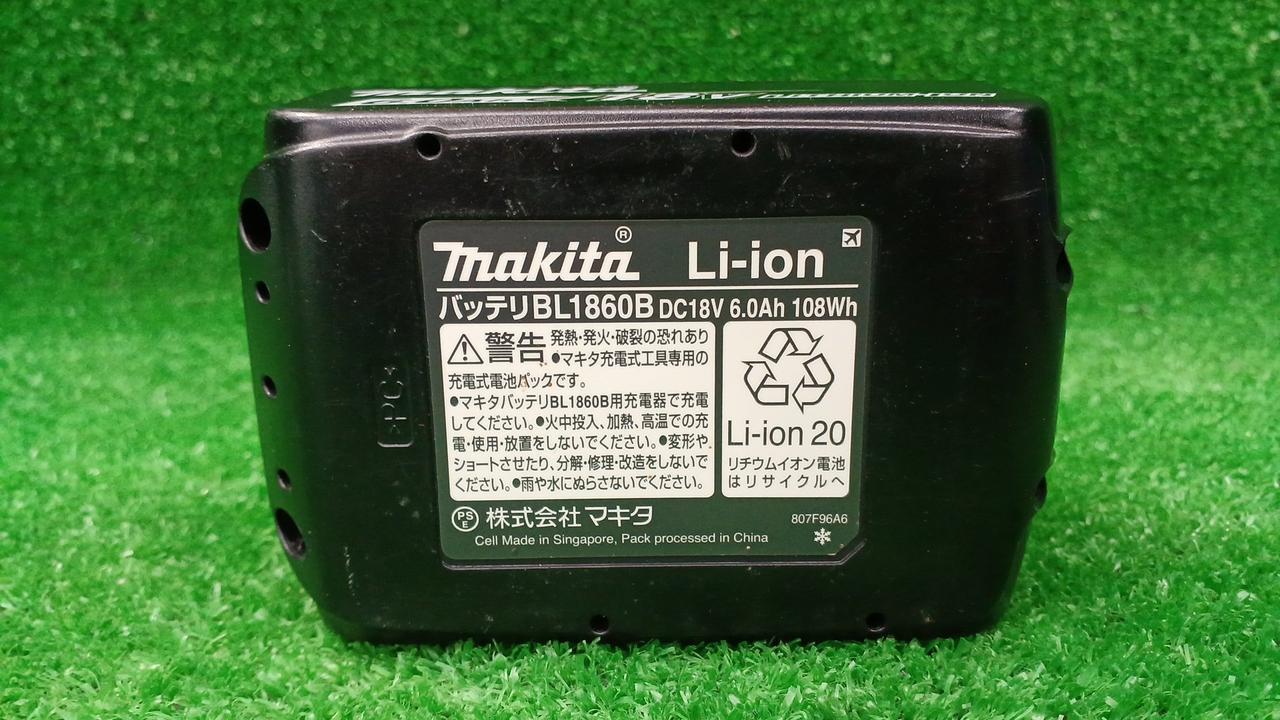 makita 18V
makita® Li-ion
バッテリBL1860B DC18V 6.0Ah 108Wh
警告 発熱・発火・破裂の恐れあり
●マキタ充電式工具専用の
充電式電池パックです。
●マキタバッテリBL1860B用充電器で充電
してください。●火中投入、加熱、高温での充
電・使用・放置をしないでください。●変形や、
ショートさせたり、分解・修理・改造をしないで
ください。●雨や水にぬらさないでください。
Li-ion 20
リチウムイオン電池
はリサイクルへ
PS
E 株式会社マキタ
807F96A6
Cell Made in Singapore, Pack processed in China
>PC<